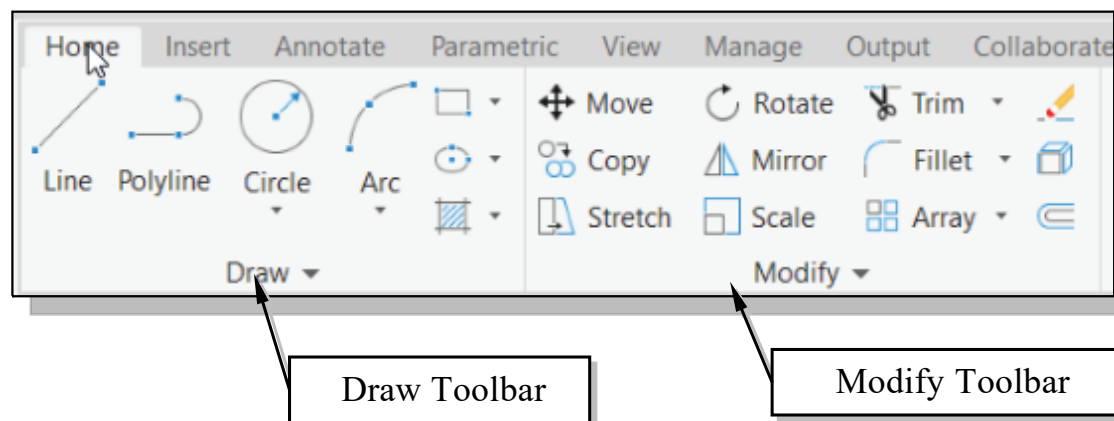 Home Insert Annotate Parametric View Manage Output Collaborate
Move Rotate Trim
Copy Mirror Fillet
Line Polyline Circle Arc
Stretch Scale Array
Draw Modify
Draw Toolbar Modify Toolbar